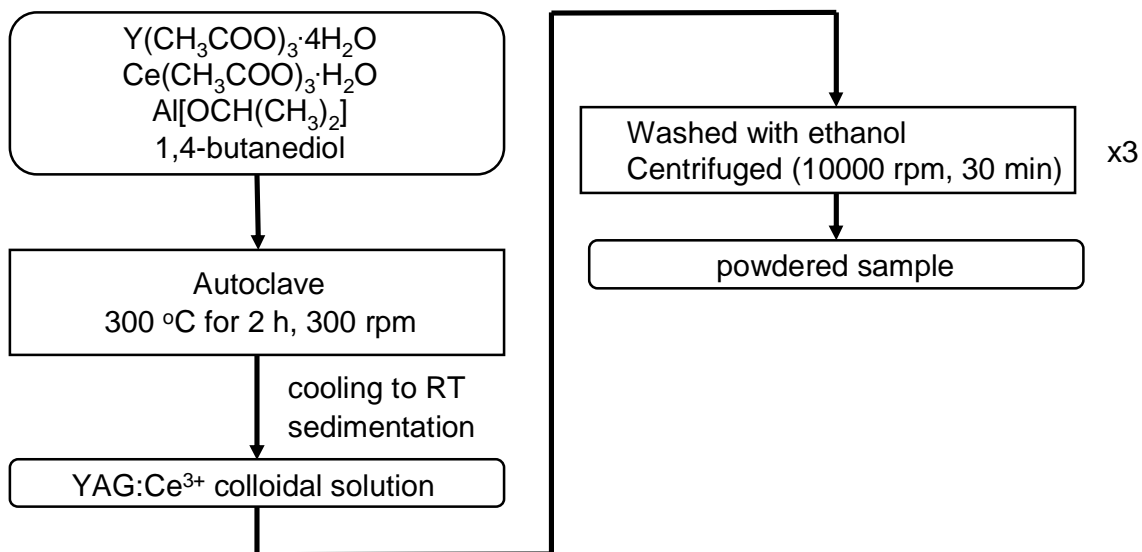 Y(CH₃COO)₃·4H₂O
Ce(CH₃COO)₃·H₂O
Al[OCH(CH₃)₂]
1,4-butanediol
Autoclave
300 °C for 2 h, 300 rpm
cooling to RT
sedimentation
YAG:Ce³⁺ colloidal solution
Washed with ethanol
Centrifuged (10000 rpm, 30 min)
x3
powdered sample